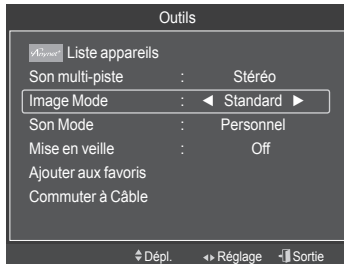 Outils
Anynet+ Liste appareils
Son multi-piste : Stéréo
Image Mode : ◄ Standard ►
Son Mode : Personnel
Mise en veille : Off
Ajouter aux favoris
Commuter à Câble
Dépl. Réglage Sortie